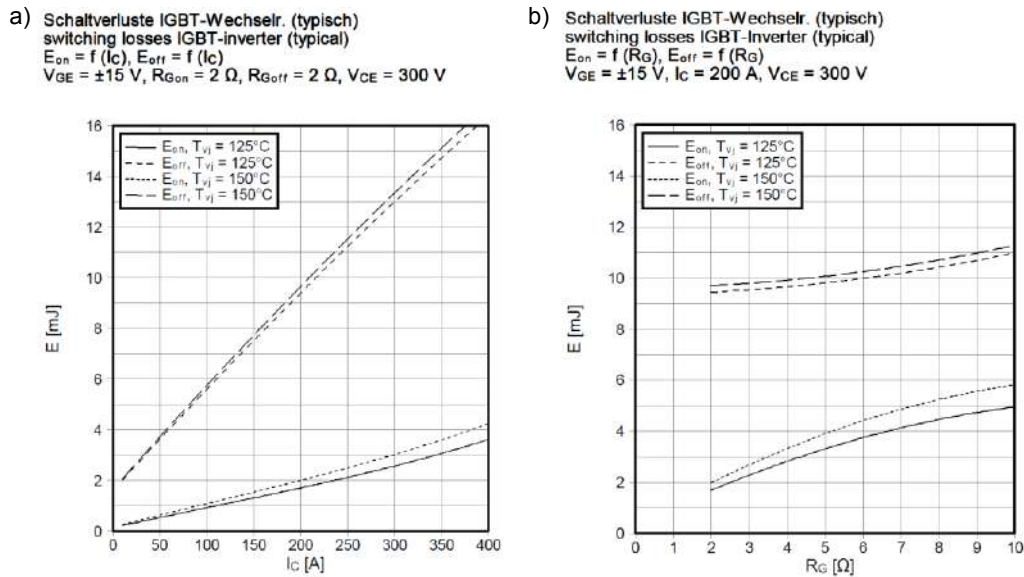 a)
Schaltverluste IGBT-Wechselr. (typisch)
switching losses IGBT-inverter (typical)
Eon = f (Ic), Eoff = f (Ic)
VGE = ±15 V, RGon = 2 Ω, RGoff = 2 Ω, VCE = 300 V
16
14
12
10
8
6
4
2
0
E [mJ]
Eon, Tvj = 125°C
Eoff, Tvj = 125°C
Eon, Tvj = 150°C
Eoff, Tvj = 150°C
0 50 100 150 200 250 300 350 400
IC [A]
b)
Schaltverluste IGBT-Wechselr. (typisch)
switching losses IGBT-Inverter (typical)
Eon = f (RG), Eoff = f (RG)
VGE = ±15 V, IC = 200 A, VCE = 300 V
16
14
12
10
8
6
4
2
0
E [mJ]
Eon, Tvj = 125°C
Eoff, Tvj = 125°C
Eon, Tvj = 150°C
Eoff, Tvj = 150°C
0 1 2 3 4 5 6 7 8 9 10
RG [Ω]